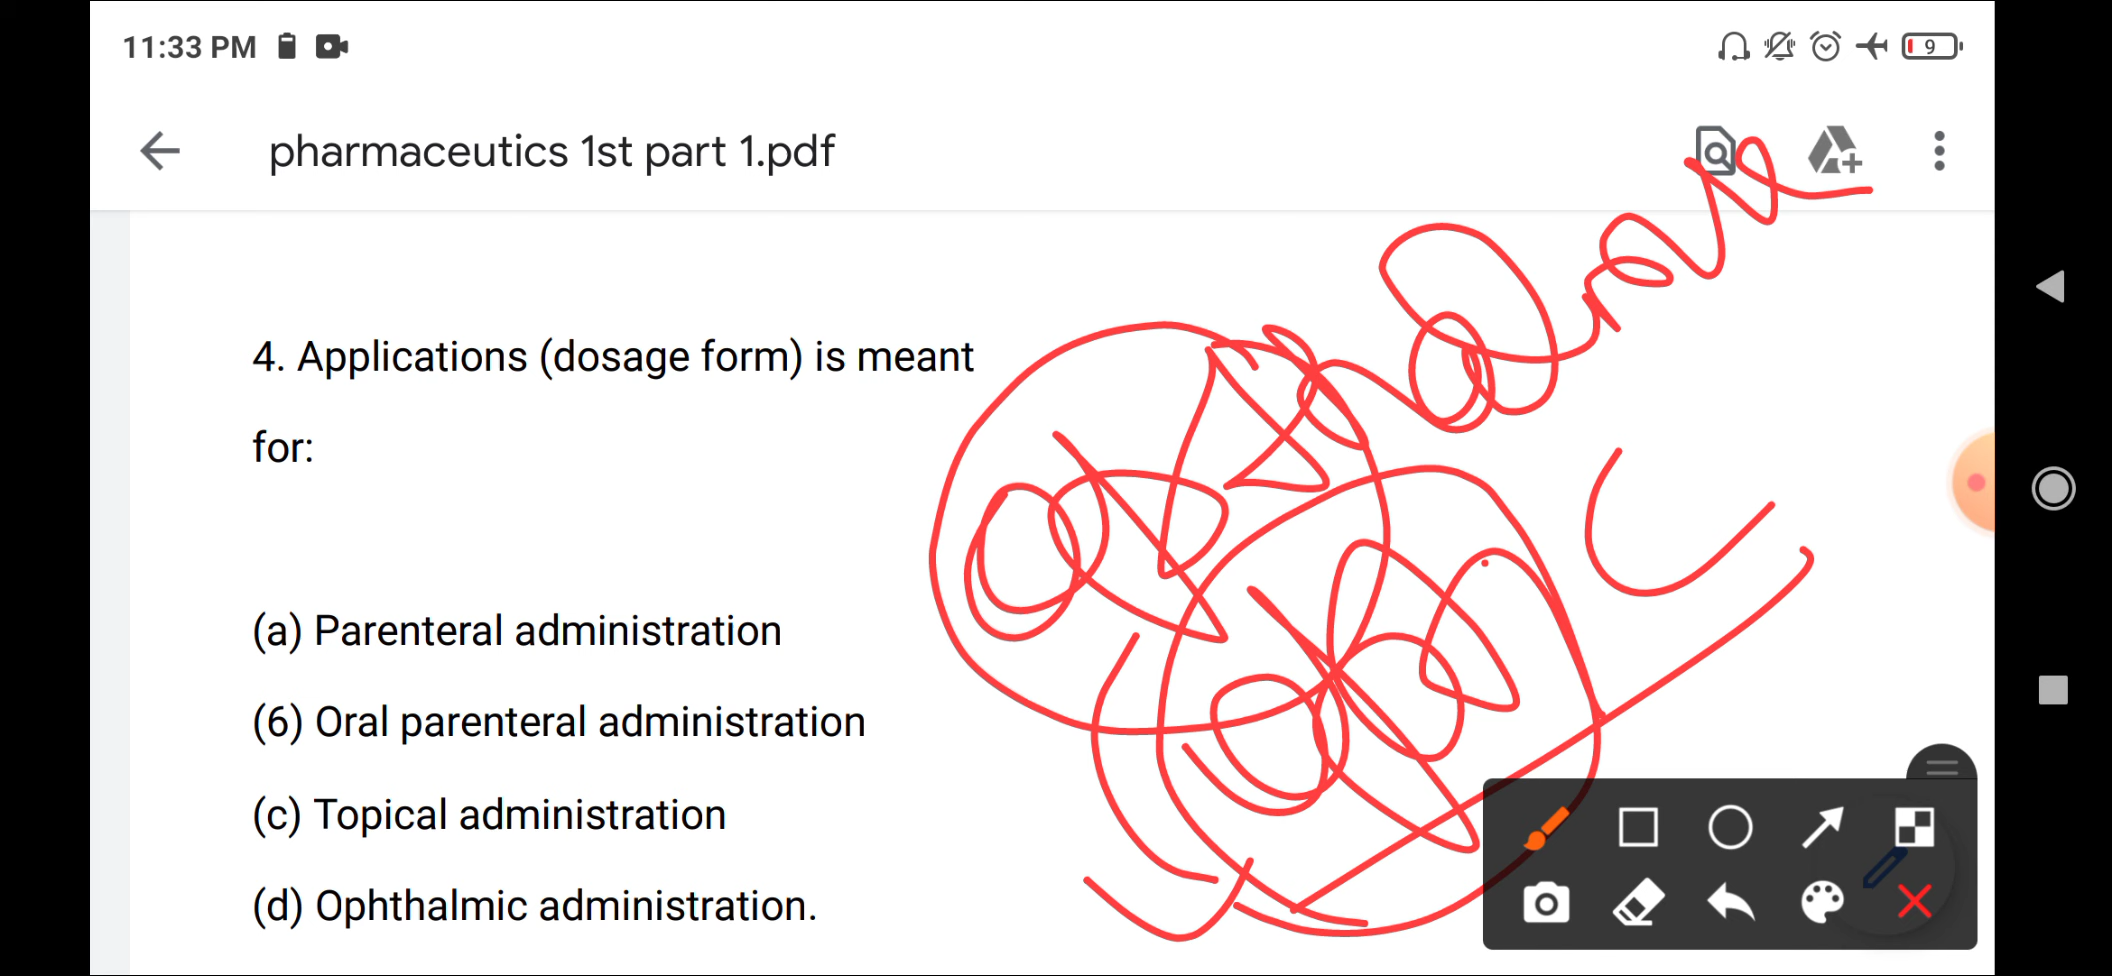 11:33 PM
9
pharmaceutics 1st part 1.pdf
4. Applications (dosage form) is meant
for:
(a) Parenteral administration
(6) Oral parenteral administration
(c) Topical administration
(d) Ophthalmic administration.